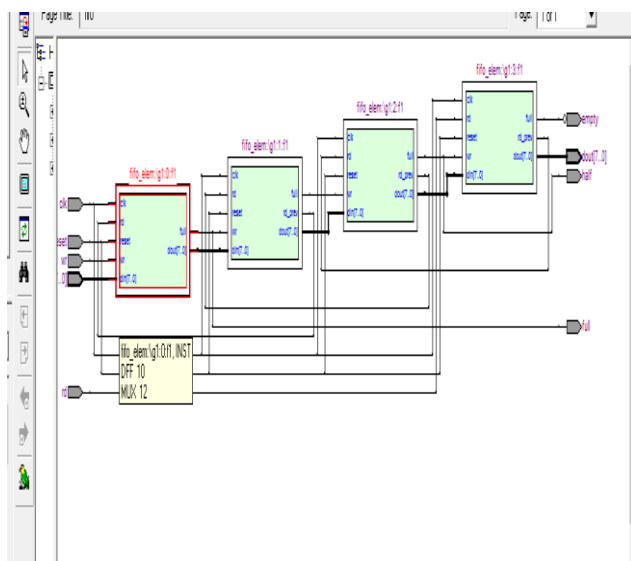 Page Title: fifo Page: 1 of 1
fifo_elem:\g1:3:f1
clk
rd full
reset rd_prev
wr dout[7..0]
din[7..0]
empty
dout[7..0]
half
fifo_elem:\g1:2:f1
clk
rd full
reset rd_prev
wr dout[7..0]
din[7..0]
fifo_elem:\g1:1:f1
clk
rd full
reset rd_prev
wr dout[7..0]
din[7..0]
fifo_elem:\g1:0:f1
clk
rd
reset full
wr dout[7..0]
din[7..0]
clk
eset
wr
..0]
full
fifo_elem:\g1:0:f1, INST
DFF 10
MUX 12
rd